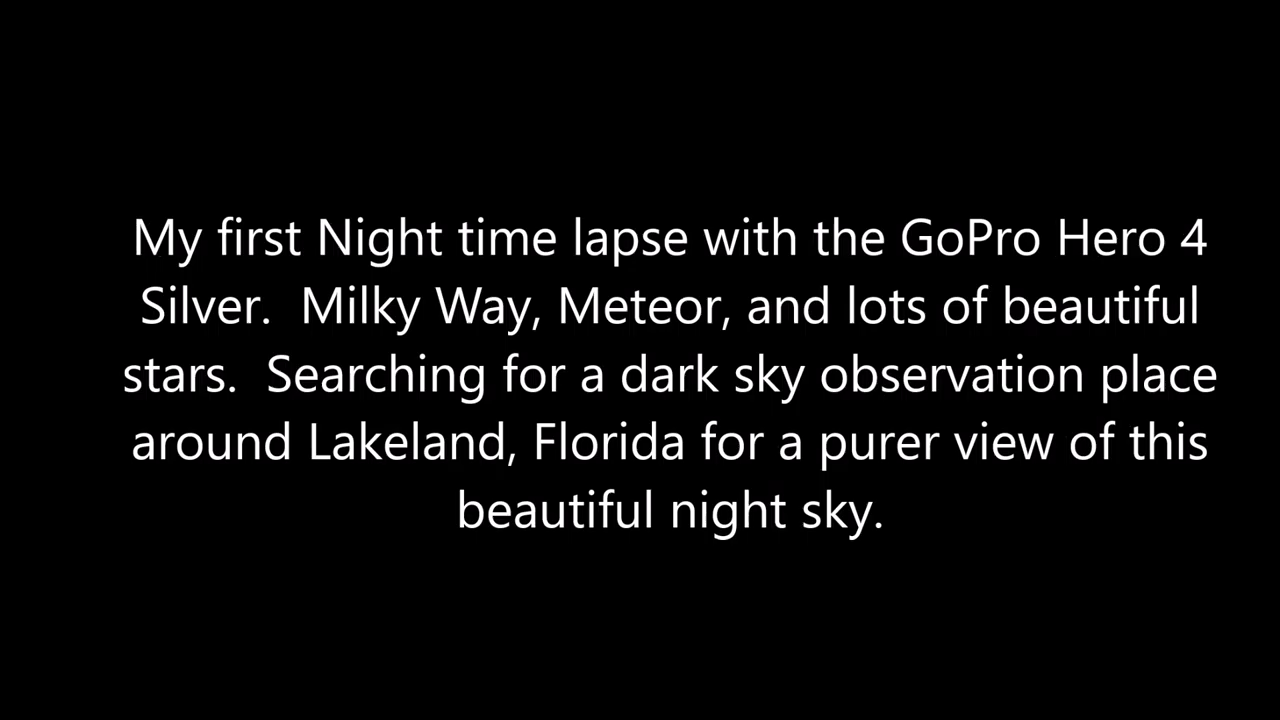 My first Night time lapse with the GoPro Hero 4
Silver.  Milky Way, Meteor, and lots of beautiful
stars.  Searching for a dark sky observation place
around Lakeland, Florida for a purer view of this
beautiful night sky.